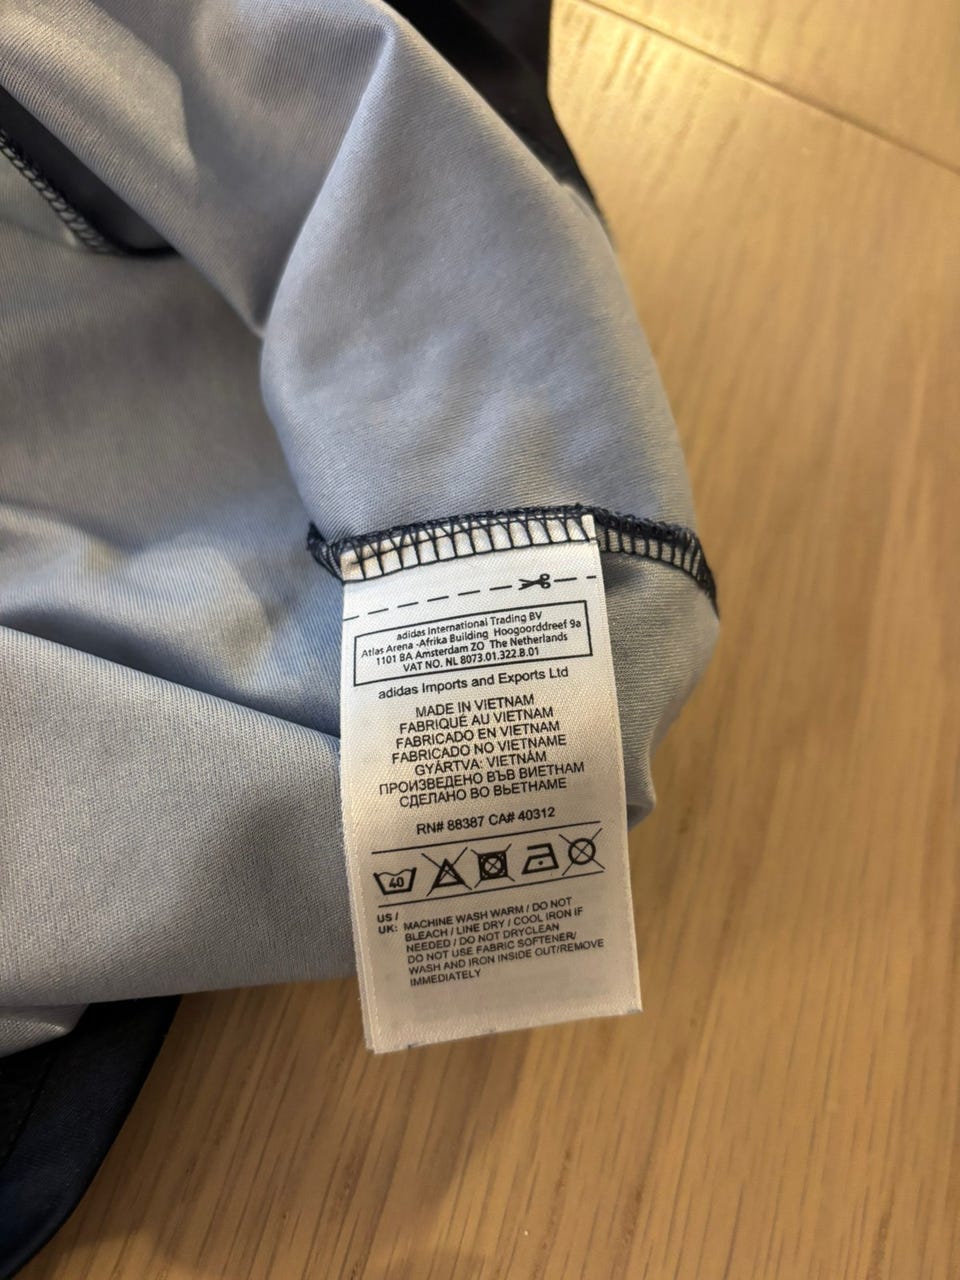 adidas International Trading BV
Atlas Arena -Afrika Building Hoogoorddreef 9a
1101 BA Amsterdam ZO The Netherlands
VAT NO. NL 8073.01.322.B.01
adidas Imports and Exports Ltd
MADE IN VIETNAM
FABRIQUÉ AU VIETNAM
FABRICADO EN VIETNAM
FABRICADO NO VIETNAME
GYÁRTVA: VIETNÁM
ПРОИЗВЕДЕНО ВЪВ ВИЕТНАМ
СДЕЛАНО ВО ВЬЕТНАМЕ
RN# 88387 CA# 40312
40
US /
UK: MACHINE WASH WARM / DO NOT
BLEACH / LINE DRY / COOL IRON IF
NEEDED / DO NOT DRYCLEAN
DO NOT USE FABRIC SOFTENER/
WASH AND IRON INSIDE OUT/REMOVE
IMMEDIATELY